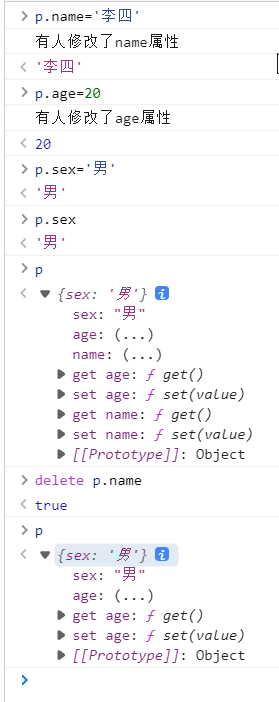 > p.name='李四'
有人修改了name属性
< '李四'
> p.age=20
有人修改了age属性
< 20
> p.sex='男'
< '男'
> p.sex
< '男'
> p
< ▼ {sex: '男'} i
sex: "男"
age: (...)
name: (...)
▶ get age: ƒ get()
▶ set age: ƒ set(value)
▶ get name: ƒ get()
▶ set name: ƒ set(value)
▶ [[Prototype]]: Object
> delete p.name
< true
> p
< ▼ {sex: '男'} i
sex: "男"
age: (...)
▶ get age: ƒ get()
▶ set age: ƒ set(value)
▶ [[Prototype]]: Object
>